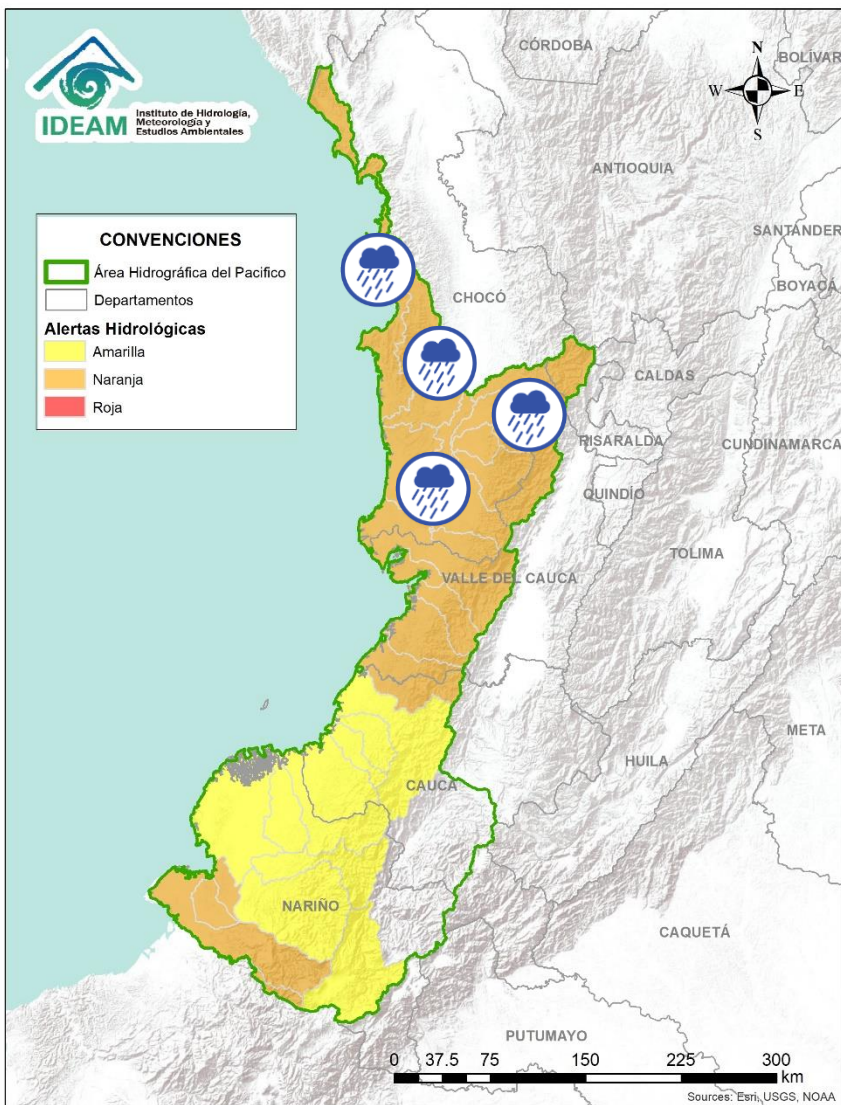 IDEAM
Instituto de Hidrología,
Meteorología y
Estudios Ambientales
CONVENCIONES
Área Hidrográfica del Pacifico
Departamentos
Alertas Hidrológicas
Amarilla
Naranja
Roja
N
W
E
S
CÓRDOBA
BOLÍVAR
ANTIOQUIA
SANTANDER
BOYACÁ
CHOCÓ
CALDAS
RISARALDA
CUNDINAMARCA
QUINDÍO
TOLIMA
VALLE DEL CAUCA
META
HUILA
CAUCA
NARIÑO
CAQUETÁ
PUTUMAYO
0 37.5 75 150 225 300
km
Sources: Esri, USGS, NOAA